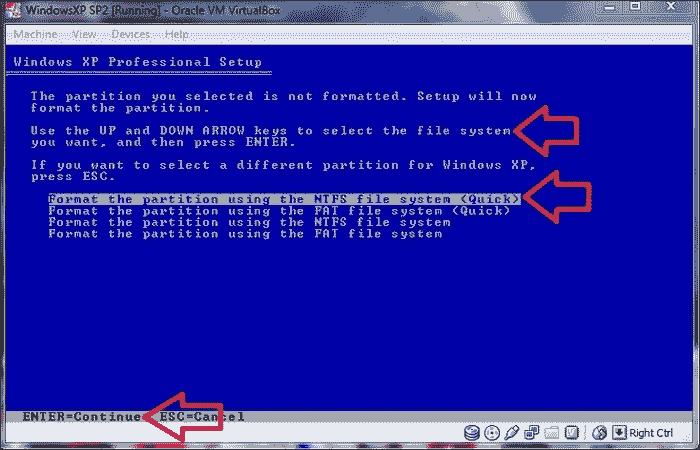 WindowsXP SP2 [Running] - Oracle VM VirtualBox
Machine View Devices Help
Windows XP Professional Setup
The partition you selected is not formatted. Setup will now
format the partition.
Use the UP and DOWN ARROW keys to select the file system
you want, and then press ENTER.
If you want to select a different partition for Windows XP,
press ESC.
Format the partition using the NTFS file system (Quick)
Format the partition using the FAT file system (Quick)
Format the partition using the NTFS file system
Format the partition using the FAT file system
ENTER=Continue ESC=Cancel
Right Ctrl